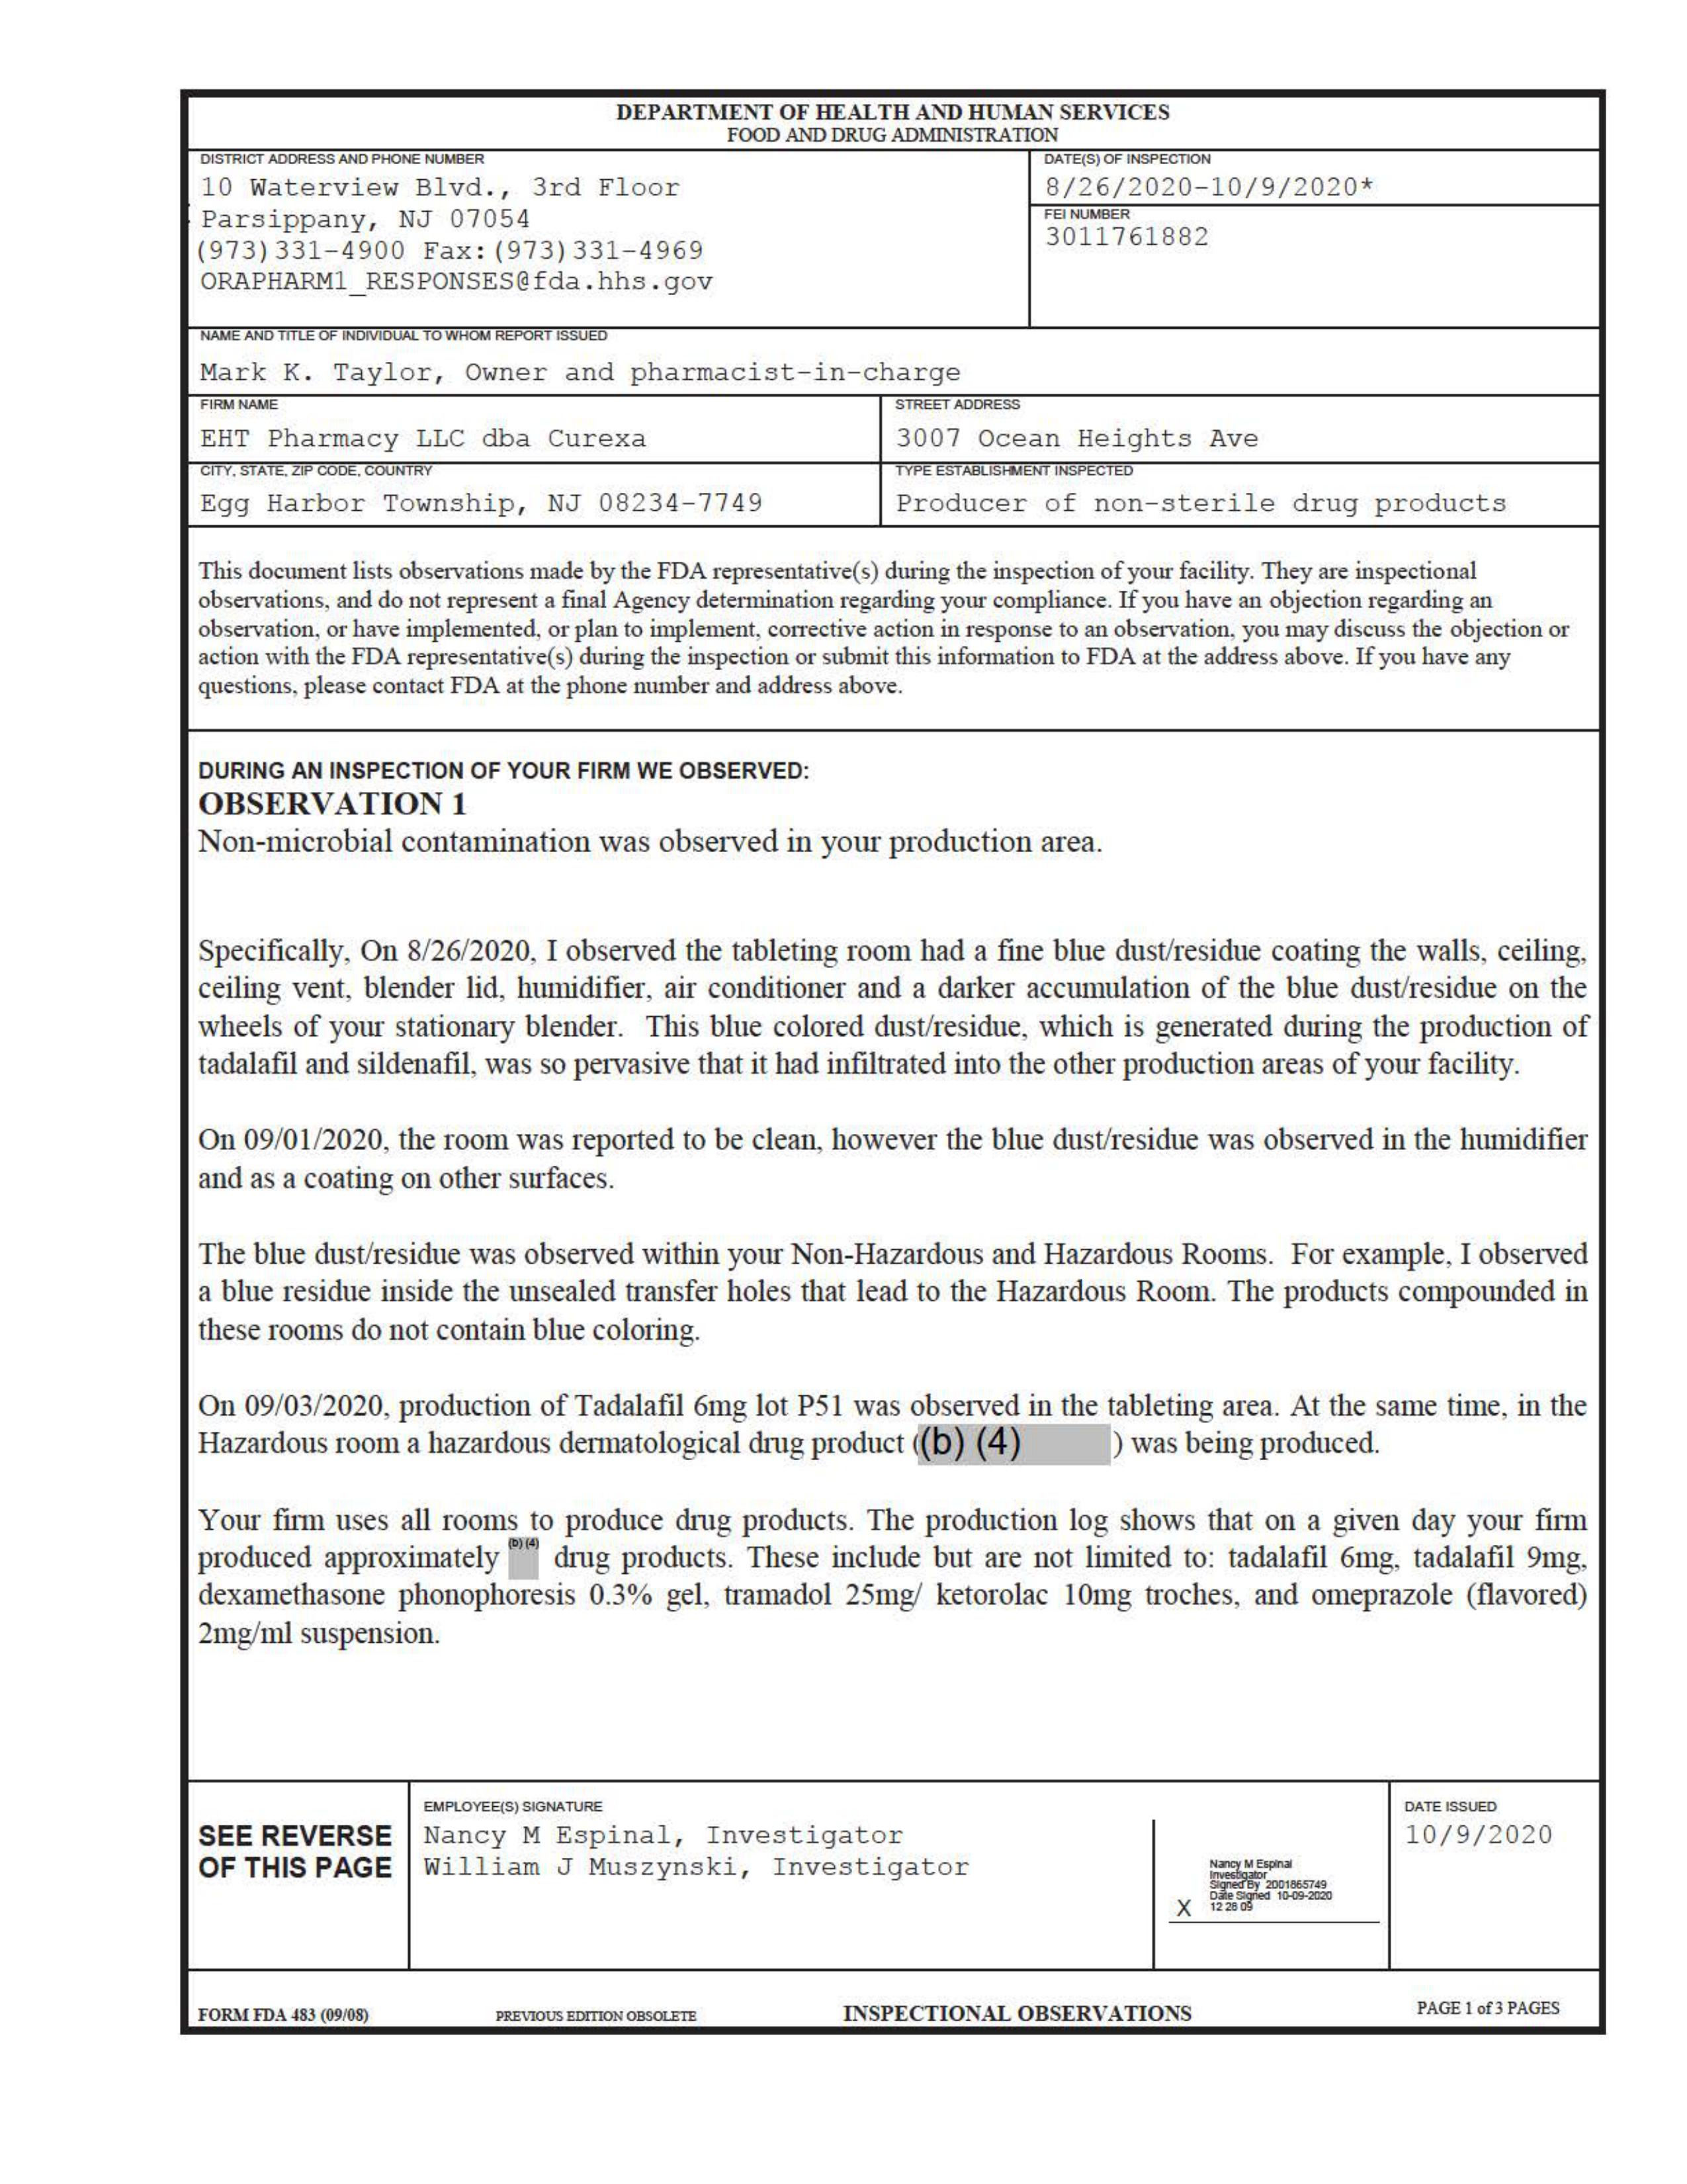 DEPARTMENT OF HEALTH AND HUMAN SERVICES
FOOD AND DRUG ADMINISTRATION
DISTRICT ADDRESS AND PHONE NUMBER
10 Waterview Blvd., 3rd Floor
Parsippany, NJ 07054
(973)331-4900 Fax:(973)331-4969
ORAPHARM1_RESPONSES@fda.hhs.gov
DATE(S) OF INSPECTION
8/26/2020-10/9/2020*
FEI NUMBER
3011761882
NAME AND TITLE OF INDIVIDUAL TO WHOM REPORT ISSUED
Mark K. Taylor, Owner and pharmacist-in-charge
FIRM NAME
EHT Pharmacy LLC dba Curexa
STREET ADDRESS
3007 Ocean Heights Ave
CITY, STATE, ZIP CODE, COUNTRY
Egg Harbor Township, NJ 08234-7749
TYPE ESTABLISHMENT INSPECTED
Producer of non-sterile drug products
This document lists observations made by the FDA representative(s) during the inspection of your facility. They are inspectional
observations, and do not represent a final Agency determination regarding your compliance. If you have an objection regarding an
observation, or have implemented, or plan to implement, corrective action in response to an observation, you may discuss the objection or
action with the FDA representative(s) during the inspection or submit this information to FDA at the address above. If you have any
questions, please contact FDA at the phone number and address above.
DURING AN INSPECTION OF YOUR FIRM WE OBSERVED:
OBSERVATION 1
Non-microbial contamination was observed in your production area.
Specifically, On 8/26/2020, I observed the tableting room had a fine blue dust/residue coating the walls, ceiling,
ceiling vent, blender lid, humidifier, air conditioner and a darker accumulation of the blue dust/residue on the
wheels of your stationary blender. This blue colored dust/residue, which is generated during the production of
tadalafil and sildenafil, was so pervasive that it had infiltrated into the other production areas of your facility.
On 09/01/2020, the room was reported to be clean, however the blue dust/residue was observed in the humidifier
and as a coating on other surfaces.
The blue dust/residue was observed within your Non-Hazardous and Hazardous Rooms. For example, I observed
a blue residue inside the unsealed transfer holes that lead to the Hazardous Room. The products compounded in
these rooms do not contain blue coloring.
On 09/03/2020, production of Tadalafil 6mg lot P51 was observed in the tableting area. At the same time, in the
Hazardous room a hazardous dermatological drug product ((b) (4) ) was being produced.
Your firm uses all rooms to produce drug products. The production log shows that on a given day your firm
produced approximately (b) (4) drug products. These include but are not limited to: tadalafil 6mg, tadalafil 9mg,
dexamethasone phonophoresis 0.3% gel, tramadol 25mg/ ketorolac 10mg troches, and omeprazole (flavored)
2mg/ml suspension.
SEE REVERSE
OF THIS PAGE
EMPLOYEE(S) SIGNATURE
Nancy M Espinal, Investigator
William J Muszynski, Investigator
Nancy M Espinal
Investigator
Signed By 2001865749
Date Signed 10-09-2020
12 28 09
X
DATE ISSUED
10/9/2020
FORM FDA 483 (09/08)
PREVIOUS EDITION OBSOLETE
INSPECTIONAL OBSERVATIONS
PAGE 1 of 3 PAGES